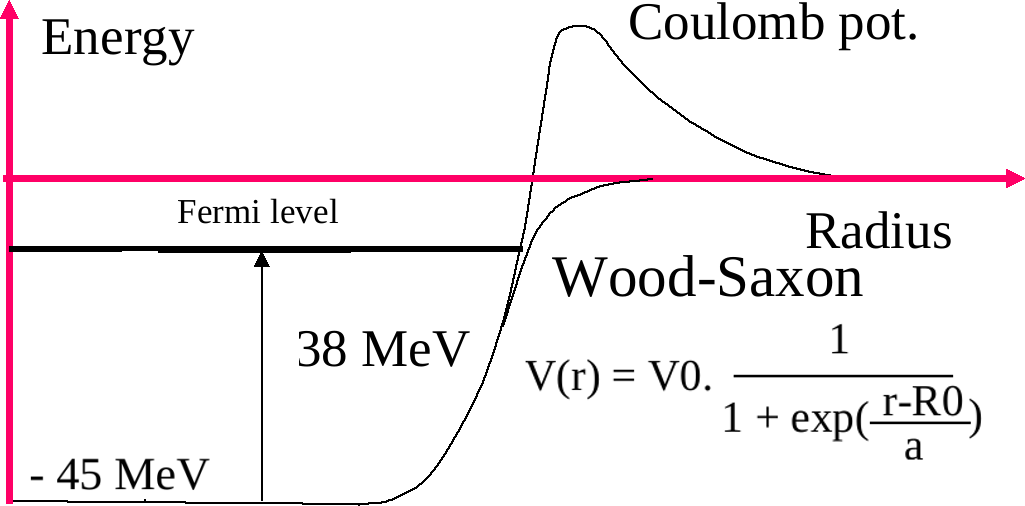 Energy
Coulomb pot.
Fermi level
Radius
Wood-Saxon
38 MeV
V(r) = V0. 1
1 + exp( r-R0 )
a
- 45 MeV